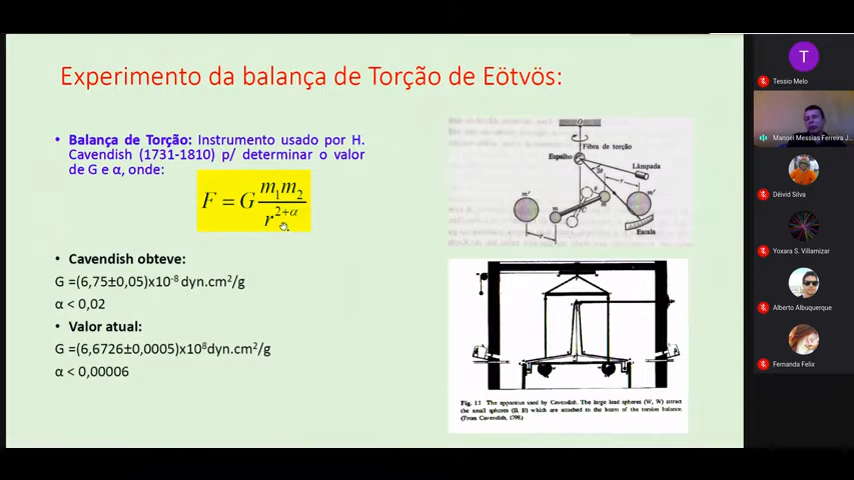 Experimento da balança de Torção de Eötvös:
• Balança de Torção: Instrumento usado por H.
Cavendish (1731-1810) p/ determinar o valor
de G e α, onde:
F = G m₁m₂ / r²⁺ᵅ
• Cavendish obteve:
G =(6,75±0,05)x10⁻⁸ dyn.cm²/g
α < 0,02
• Valor atual:
G =(6,6726±0,0005)x10⁸dyn.cm²/g
α < 0,00006
Fibra de torção
Espelho
Lâmpada
m'
m'
m
m
r
r
Escala
Fig. 1.1 The apparatus used by Cavendish. The large lead spheres (W, W) attract
the small spheres (B, B) which are attached to the beam of the torsion balance.
(From Cavendish, 1798.)
T
Tessio Melo
Manoel Messias Ferreira J...
Déivid Silva
Yoxara S. Villamizar
Alberto Albuquerque
Fernanda Felix